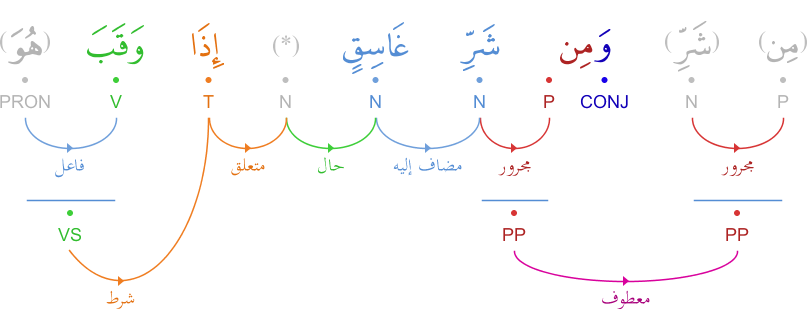 (مِن) (شَرِّ) وَمِن شَرِّ غَاسِقٍ (*) إِذَا وَقَبَ (هُوَ)
P N CONJ P N N N T V PRON
مجرور مجرور مضاف إليه حال متعلق فاعل
PP PP VS
معطوف شرط